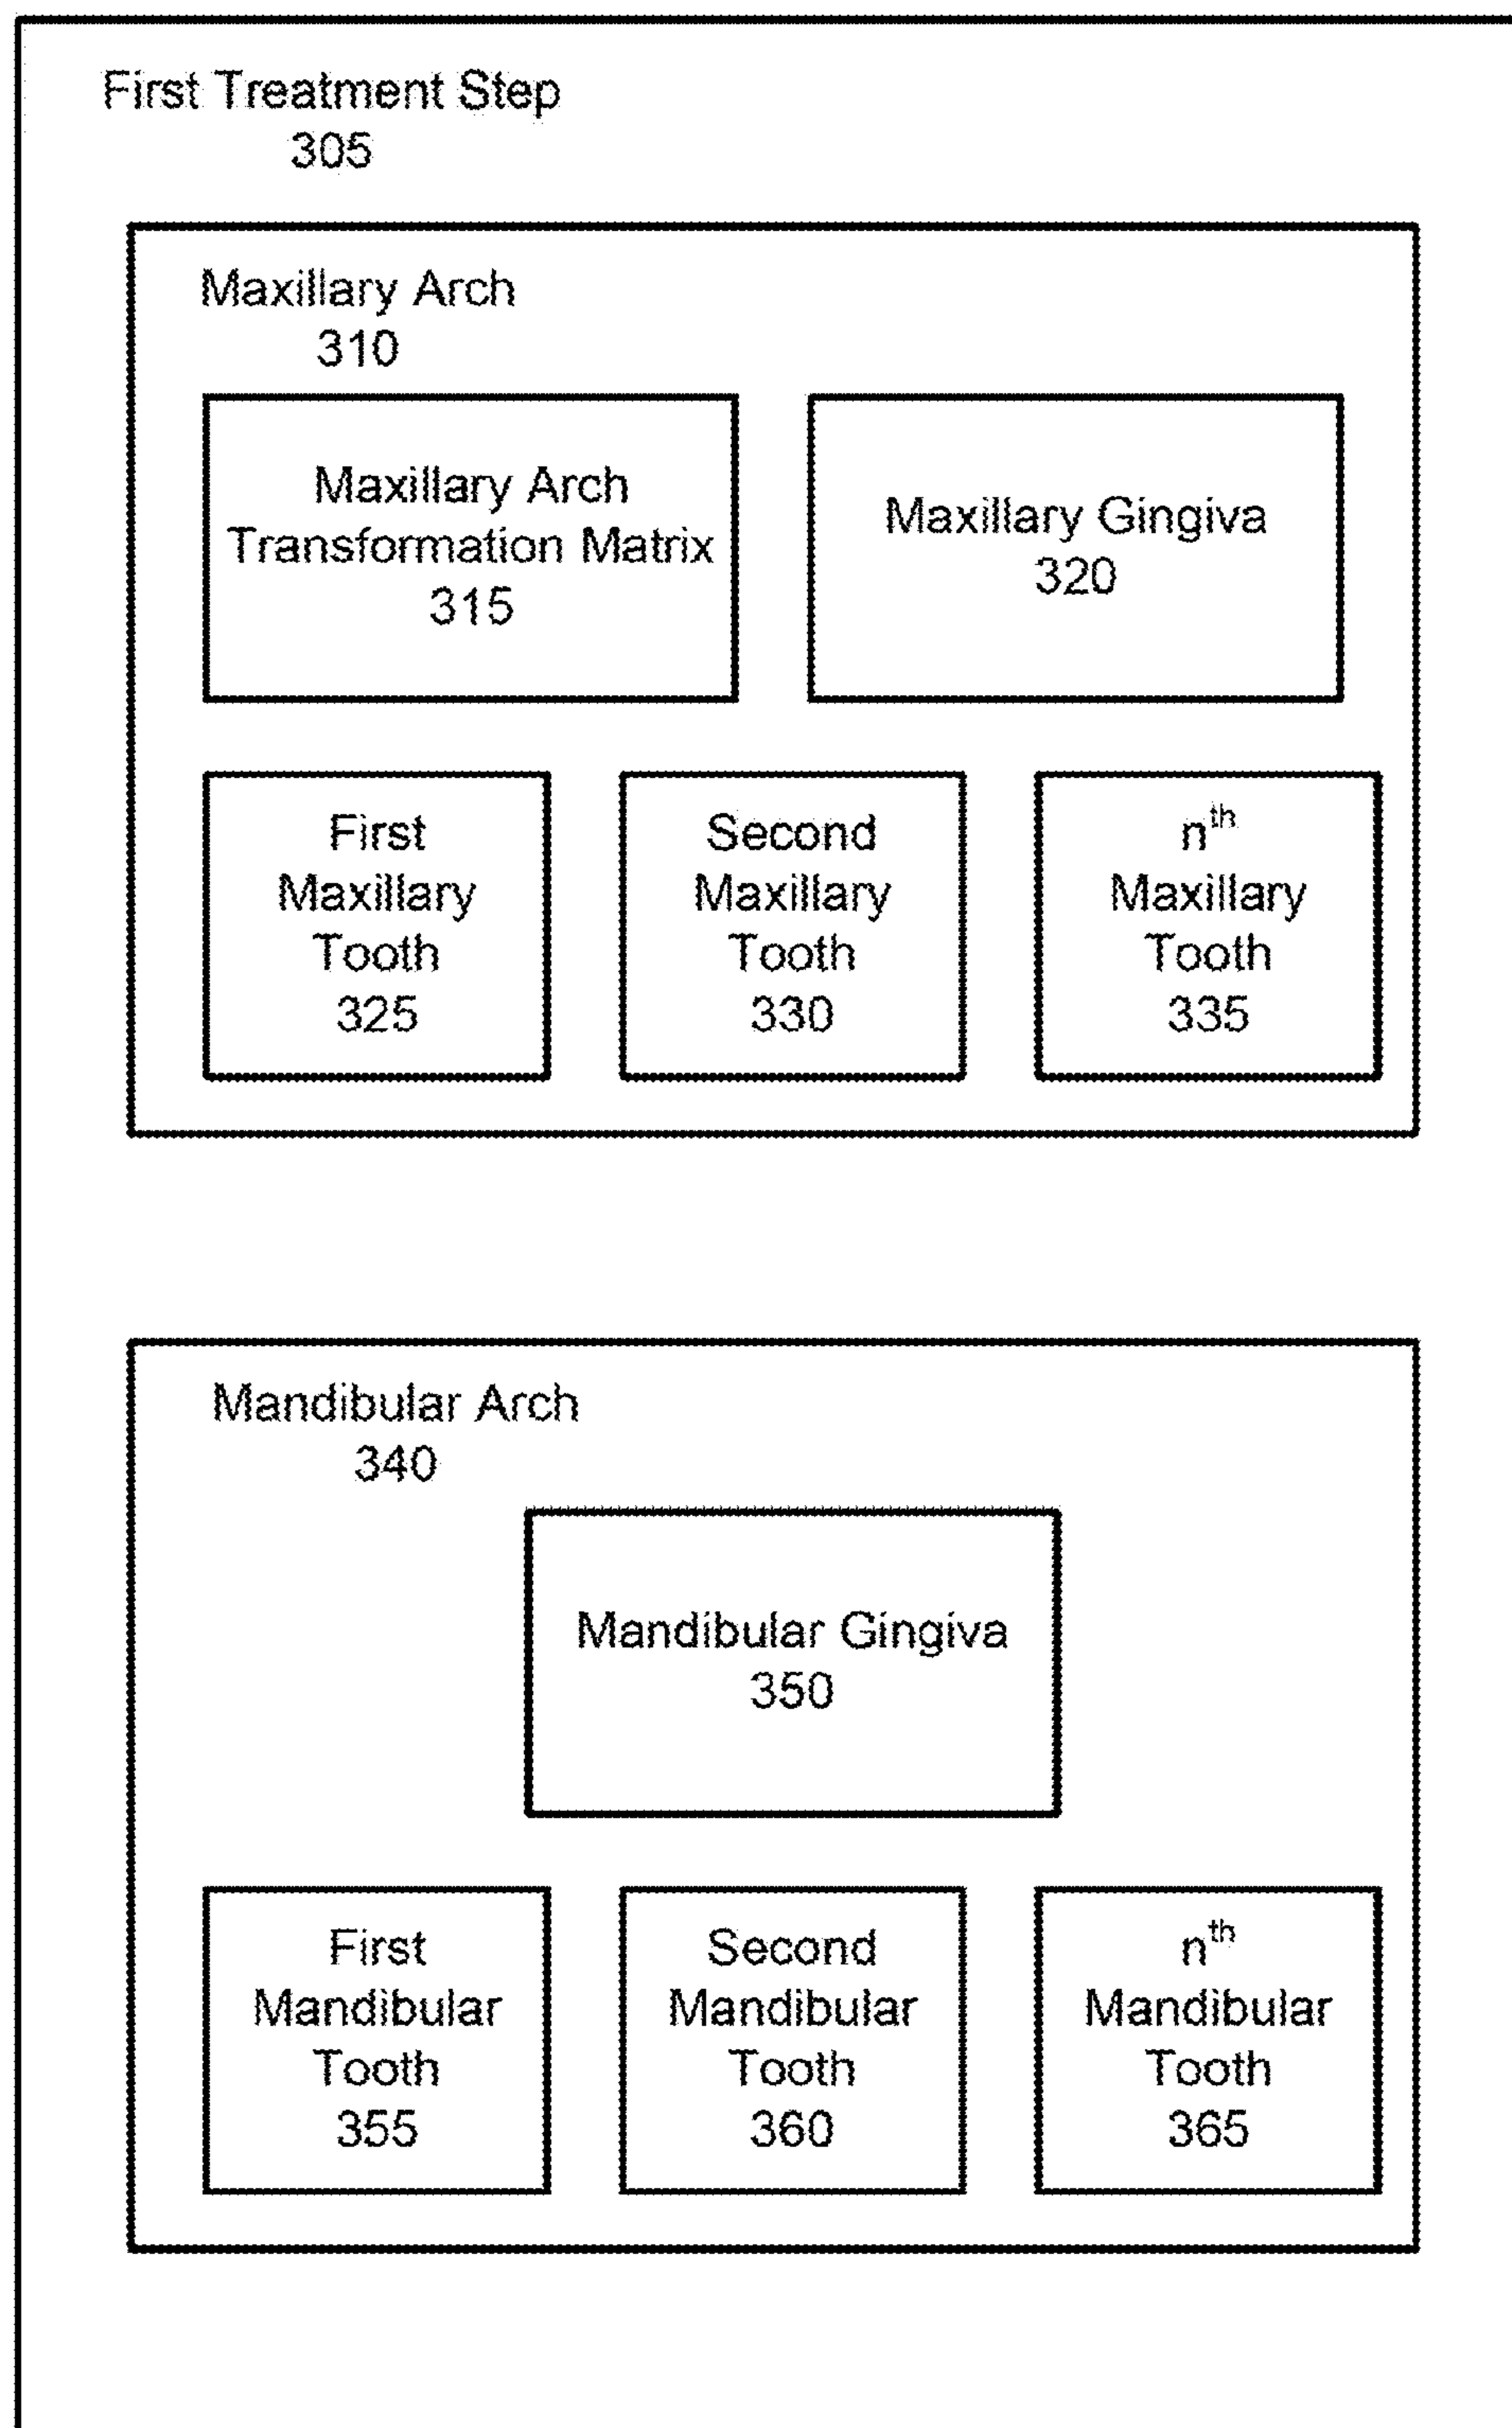 First Treatment Step
305
Maxillary Arch
310
Maxillary Arch
Transformation Matrix
315
Maxillary Gingiva
320
First
Maxillary
Tooth
325
Second
Maxillary
Tooth
330
nth
Maxillary
Tooth
335
Mandibular Arch
340
Mandibular Gingiva
350
First
Mandibular
Tooth
355
Second
Mandibular
Tooth
360
nth
Mandibular
Tooth
365